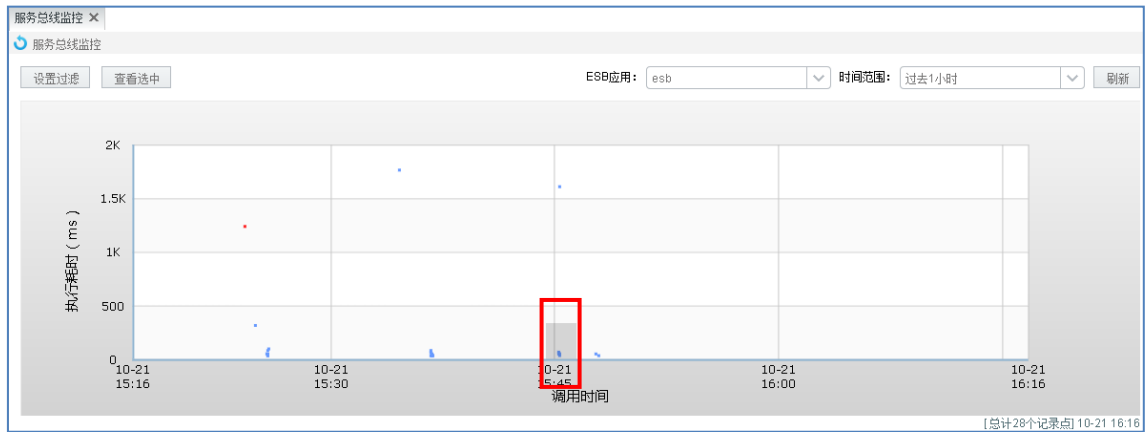 服务总线监控 ×
服务总线监控
设置过滤 查看选中 ESB应用： esb 时间范围： 过去1小时 刷新
2K
1.5K
1K
500
0
执行耗时（ms）
10-21 10-21 10-21 10-21 10-21
15:16 15:30 15:45 16:00 16:16
调用时间
[总计28个记录点] 10-21 16:16